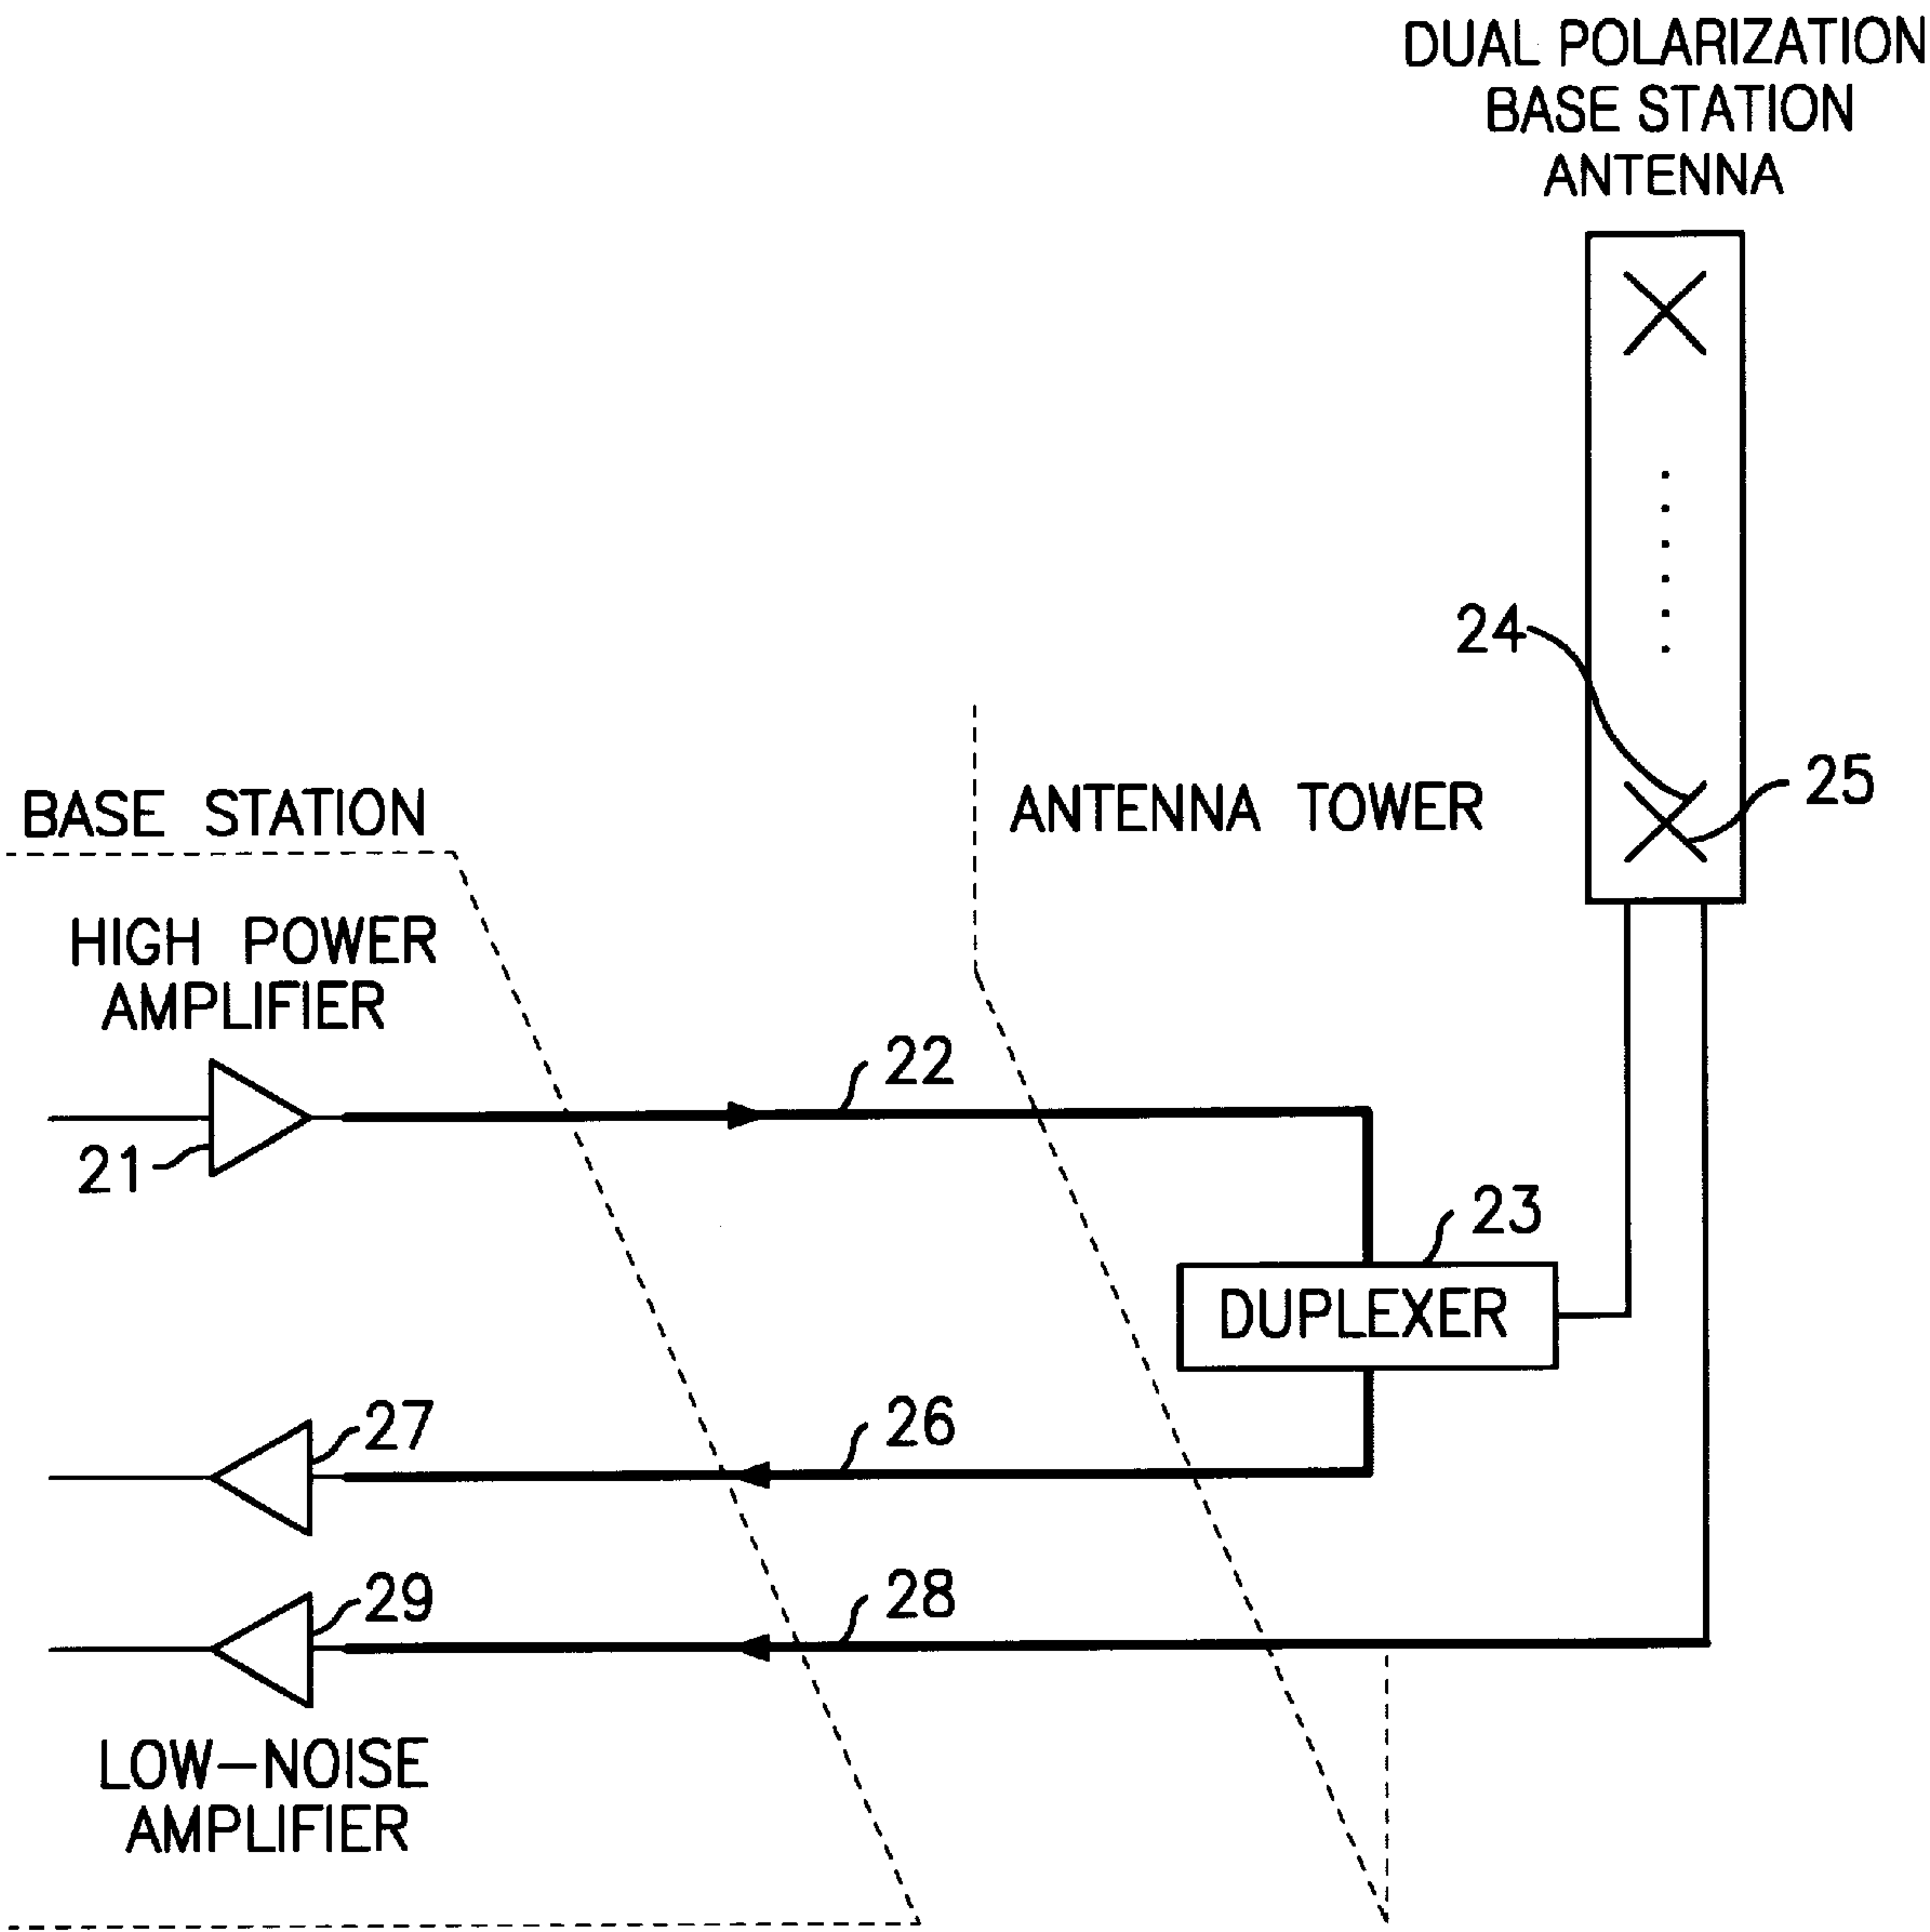 DUAL POLARIZATION
BASE STATION
ANTENNA
24
25
BASE STATION
ANTENNA TOWER
HIGH POWER
AMPLIFIER
22
21
23
DUPLEXER
27
26
29
28
LOW-NOISE
AMPLIFIER